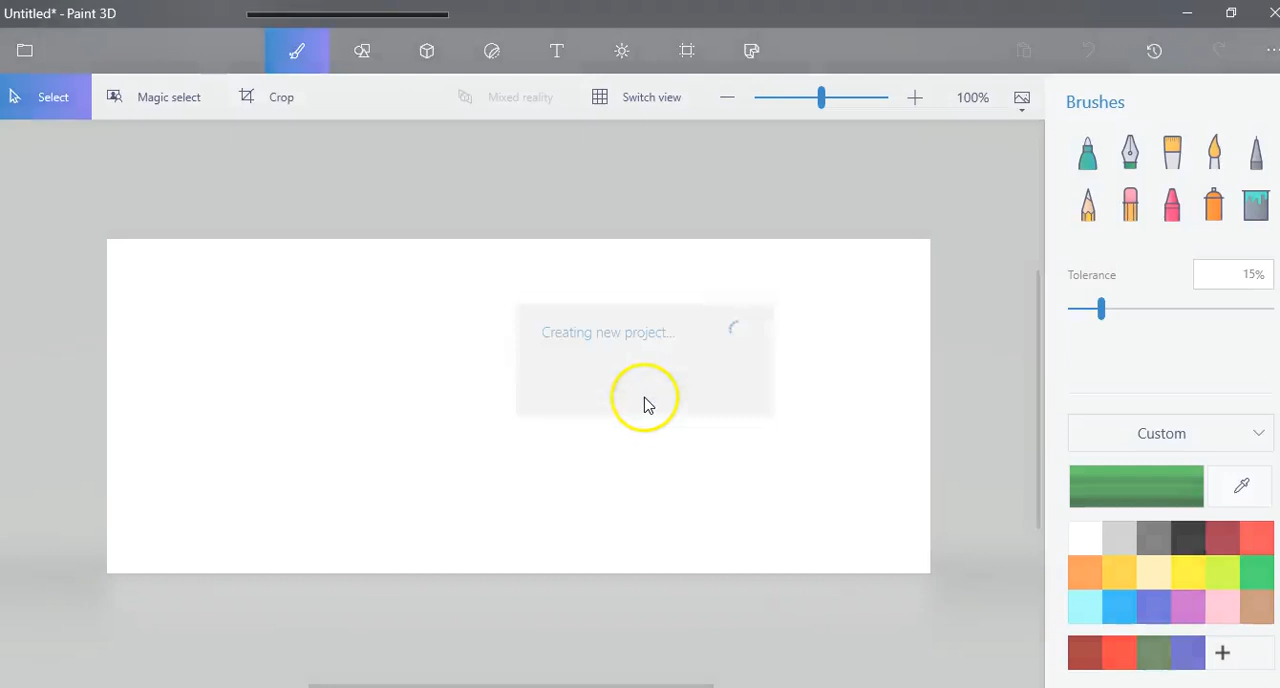 Untitled* - Paint 3D
Select
Magic select
Crop
Mixed reality
Switch view
100%
Brushes
Tolerance
15%
Creating new project...
Custom